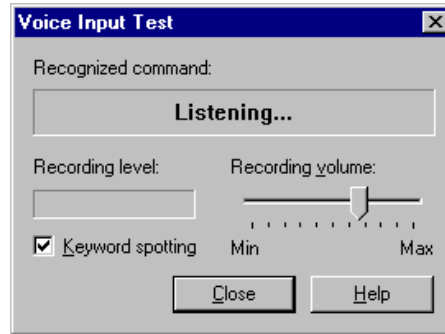 Voice Input Test
Recognized command:
Listening...
Recording level:
Recording volume:
Keyword spotting
Min
Max
Close
Help